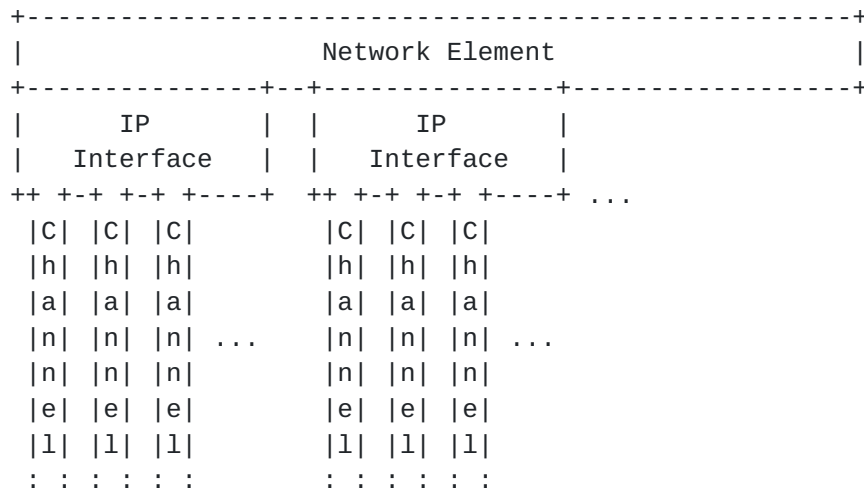 +-----------------------------------------------------+
|                   Network Element                   |
+---------------+--+---------------+------------------+
|      IP       |  |      IP       |
|   Interface   |  |   Interface   |
++ +-+ +-+ +----+  ++ +-+ +-+ +----+ ...
 |C| |C| |C|         |C| |C| |C|
 |h| |h| |h|         |h| |h| |h|
 |a| |a| |a|         |a| |a| |a|
 |n| |n| |n| ...     |n| |n| |n| ...
 |n| |n| |n|         |n| |n| |n|
 |e| |e| |e|         |e| |e| |e|
 |l| |l| |l|         |l| |l| |l|
 : : : : : :         : : : : : :